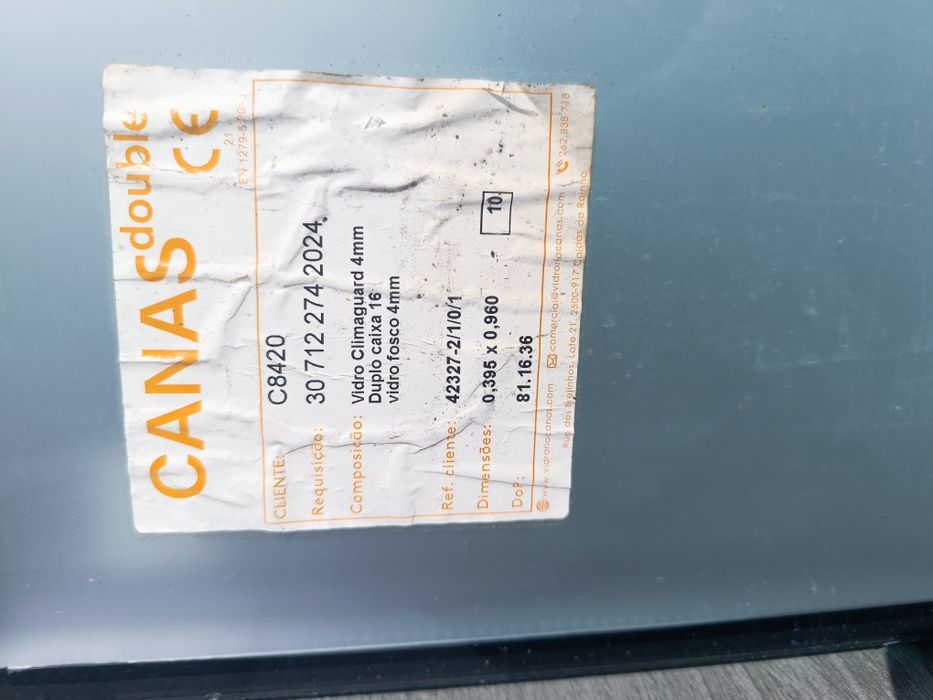 CANAS double
CE
21
EN 1279-5:20
CLIENTE: C8420
Requisição: 30 712 274 2024.
Composição: Vidro Climaguard 4mm
Duplo caixa 16
vidro fosco 4mm
Ref. cliente: 42327-2/1/0/1
Dimensões: 0,395 x 0,960
10
DoP: 81.16.36
www.vidrariacanas.com comercial@vidrariacanas.com 262 838 718
Rua dos Brejinhos, Lote 21, 2500-917 Caldas da Rainha